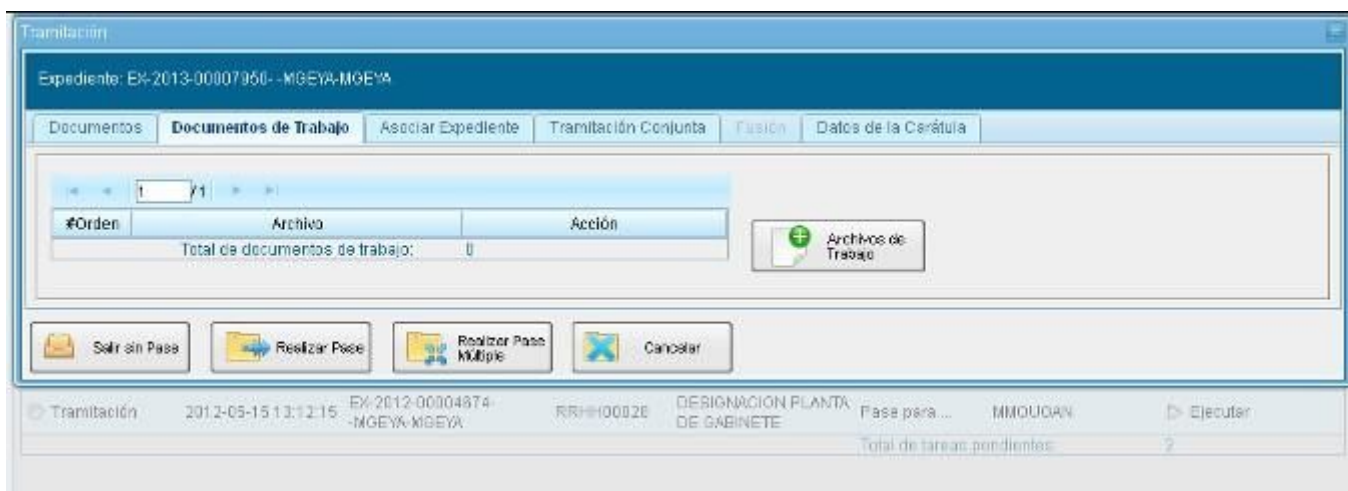 Tramitación
Expediente: EX-2013-00007950- -MGEYA-MGEYA
Documentos Documentos de Trabajo Asociar Expediente Tramitación Conjunta Fusión Datos de la Carátula
1 /1
#Orden Archivo Acción
Total de documentos de trabajo: 0
Archivos de
Trabajo
Salir sin Pase Realizar Pase Realizar Pase
Múltiple Cancelar
Tramitación 2012-05-15 13:12:15 EX-2012-00004874-
-MGEYA-MGEYA DESIGNACION PLANTA
DE GABINETE Pase para ... Ejecutar
Total de tareas pendientes: 2